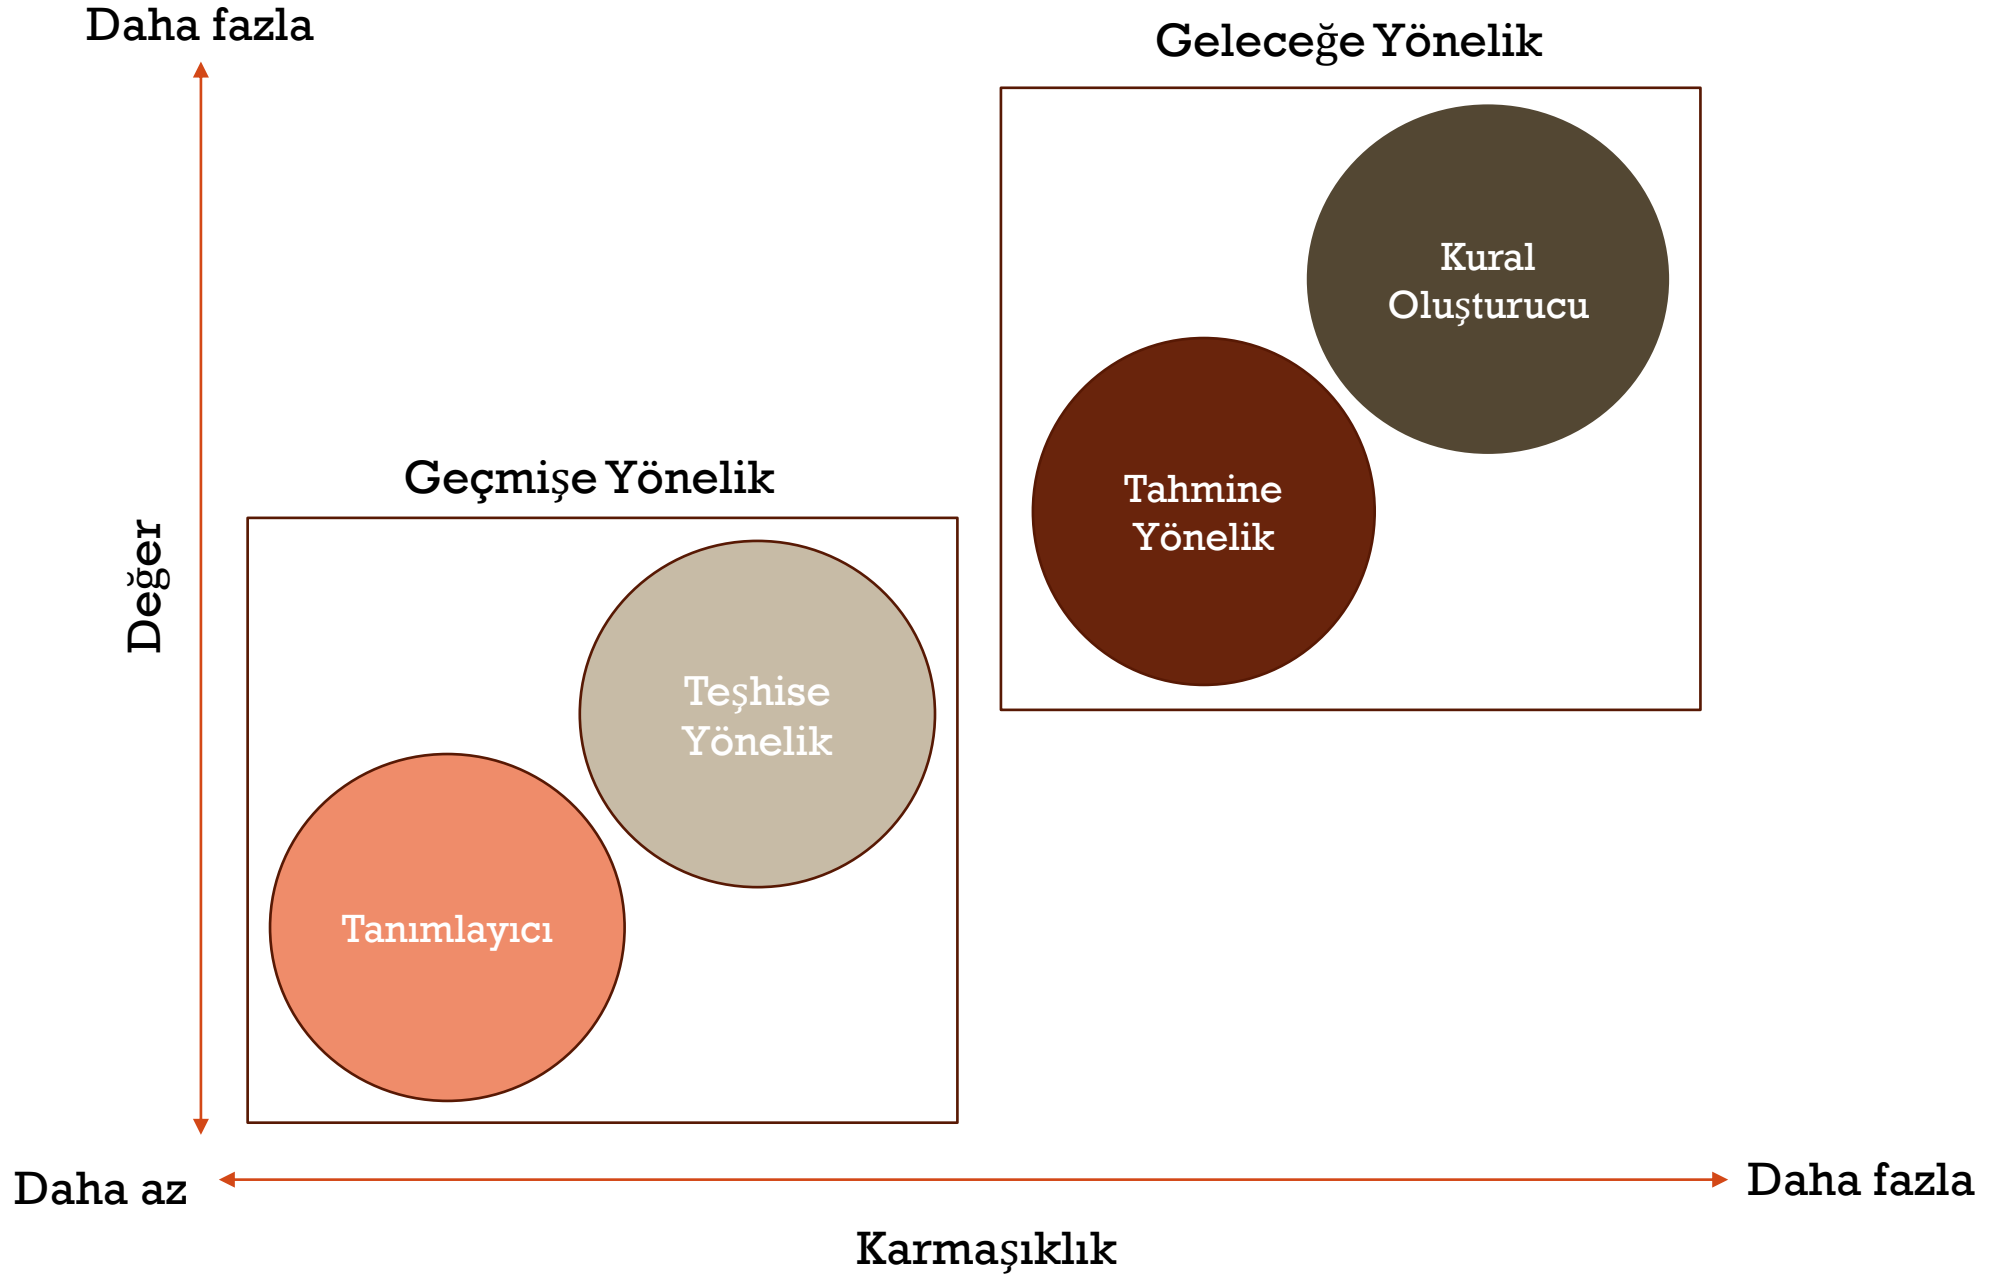 Daha fazla
Geleceğe Yönelik
Kural
Oluşturucu
Tahmine
Yönelik
Geçmişe Yönelik
Değer
Teşhise
Yönelik
Tanımlayıcı
Daha az
Daha fazla
Karmaşıklık